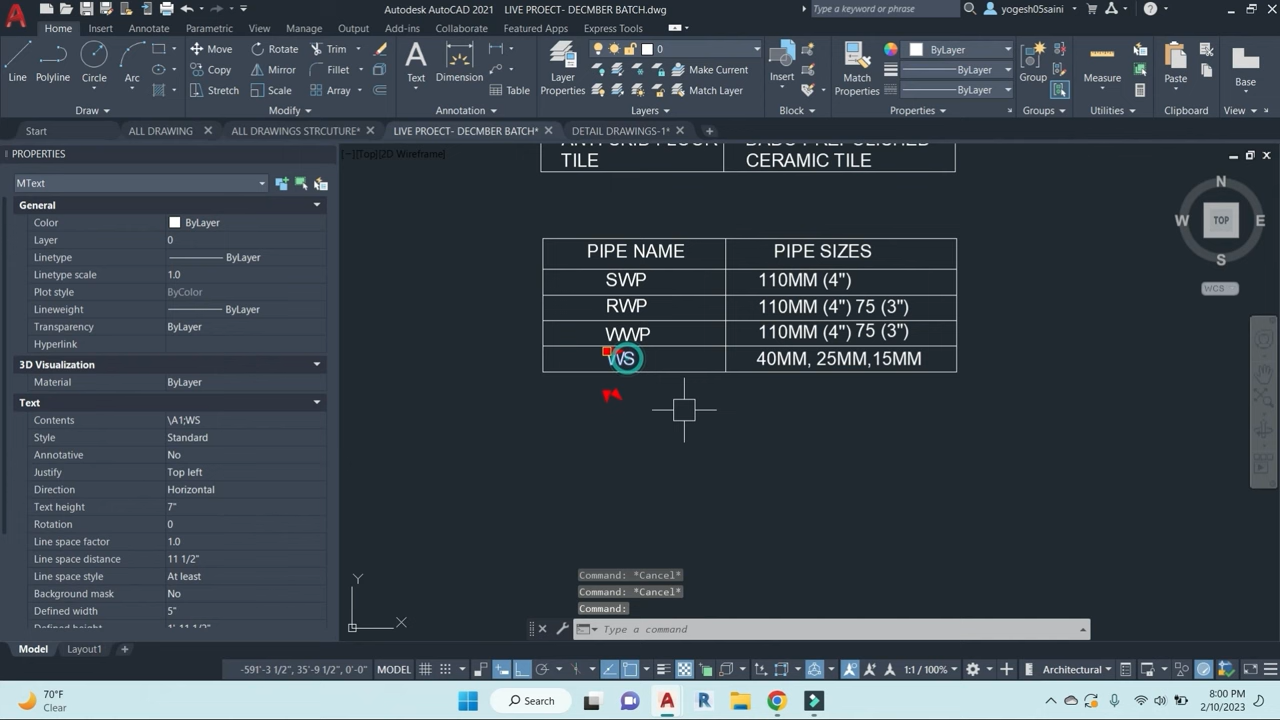 Autodesk AutoCAD 2021 LIVE PROECT- DECMBER BATCH.dwg
Type a keyword or phrase
yogesh05saini
Home Insert Annotate Parametric View Manage Output Add-ins Collaborate Featured Apps Express Tools
Line Polyline Circle Arc
Move Rotate Trim
Copy Mirror Fillet
Stretch Scale Array
Text Dimension Table
Layer Properties
0
Make Current
Match Layer
Insert
Match Properties
ByLayer
ByLayer
ByLayer
Group
Measure
Paste
Base
Draw Modify Annotation Layers Block Properties Groups Utilities Clipboard View
Start ALL DRAWING ALL DRAWINGS STRCUTURE* LIVE PROECT- DECMBER BATCH* DETAIL DRAWINGS-1*
PROPERTIES
[−][Top][2D Wireframe]
MText
General
Color ByLayer
Layer 0
Linetype ByLayer
Linetype scale 1.0
Plot style ByColor
Lineweight ByLayer
Transparency ByLayer
Hyperlink
3D Visualization
Material ByLayer
Text
Contents \A1;WS
Style Standard
Annotative No
Justify Top left
Direction Horizontal
Text height 7"
Rotation 0
Line space factor 1.0
Line space distance 11 1/2"
Line space style At least
Background mask No
Defined width 5"
TILE CERAMIC TILE
PIPE NAME PIPE SIZES
SWP 110MM (4")
RWP 110MM (4") 75 (3")
WWP 110MM (4") 75 (3")
WS 40MM, 25MM,15MM
N
W TOP E
S
WCS
Y
X
Command: *Cancel*
Command: *Cancel*
Command:
Type a command
Model Layout1
-591'-3 1/2", 35'-9 1/2", 0'-0" MODEL 1:1 / 100% Architectural
70°F
Clear
Search
8:00 PM
2/10/2023